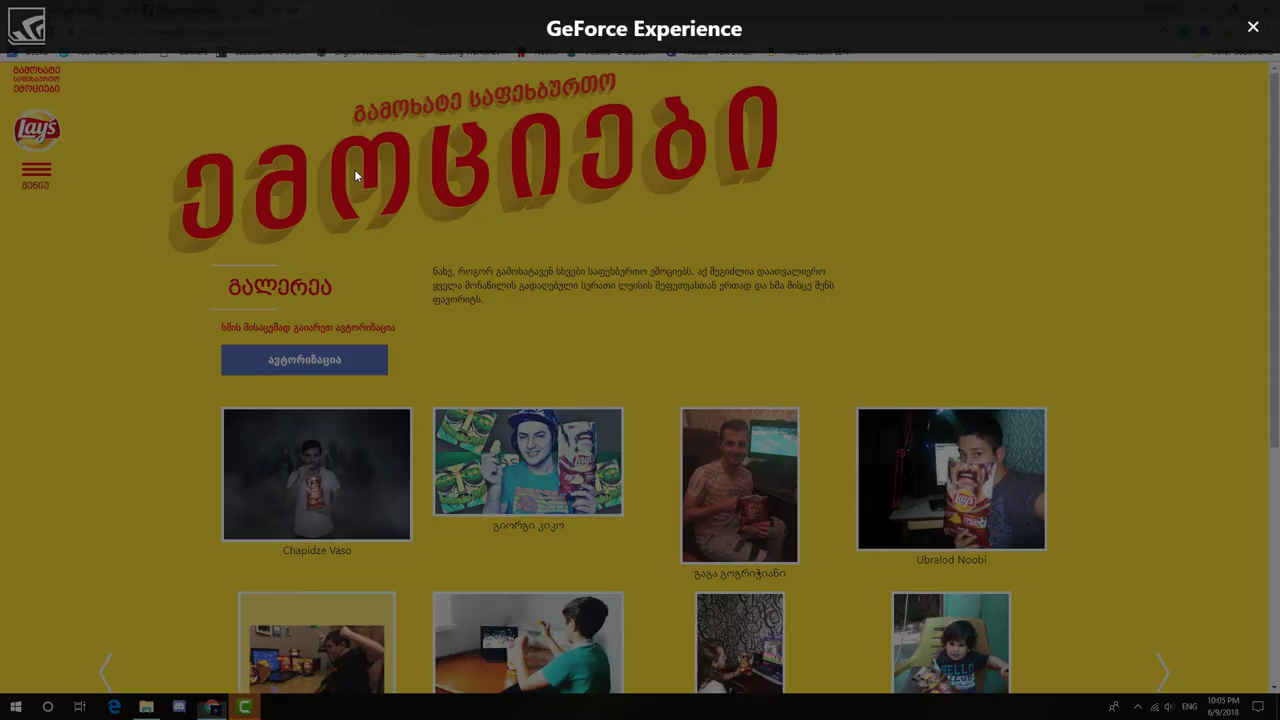 GeForce Experience
გამოხატე
საფეხბურთო
ემოციები
Lay's
მენიუ
გამოხატე საფეხბურთო
ემოციები
გალერეა
ნახე, როგორ გამოხატავენ სხვები საფეხბურთო ემოციებს. აქ შეგიძლია დაათვალიერო
ყველა მონაწილის გადაღებული სურათი ლეისის შეფუთვასთან ერთად და ხმა მისცე შენს
ფავორიტს.
ხმის მისაცემად გაიარეთ ავტორიზაცია
ავტორიზაცია
Chapidze Vaso
გიორგი კიკო
გაგა გოგრიჭიანი
Ubralod Noobi
Lay's
HELLO
ENG
10:05 PM
6/9/2018